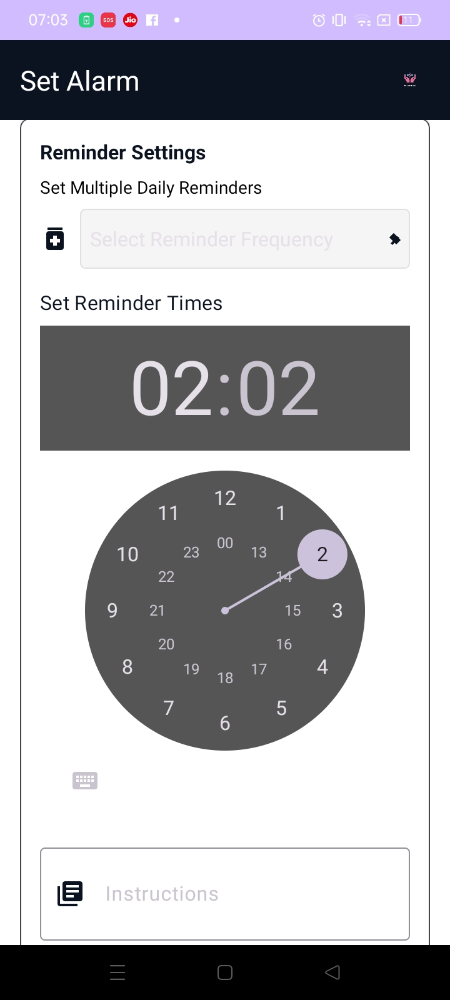 07:03 SOS Jio 11
Set Alarm
Reminder Settings
Set Multiple Daily Reminders
Select Reminder Frequency
Set Reminder Times
02:02
12
11 1
00
23 13
10 2
22 14
9 21 15 3
20 16
8 4
19 17
18
7 5
6
Instructions